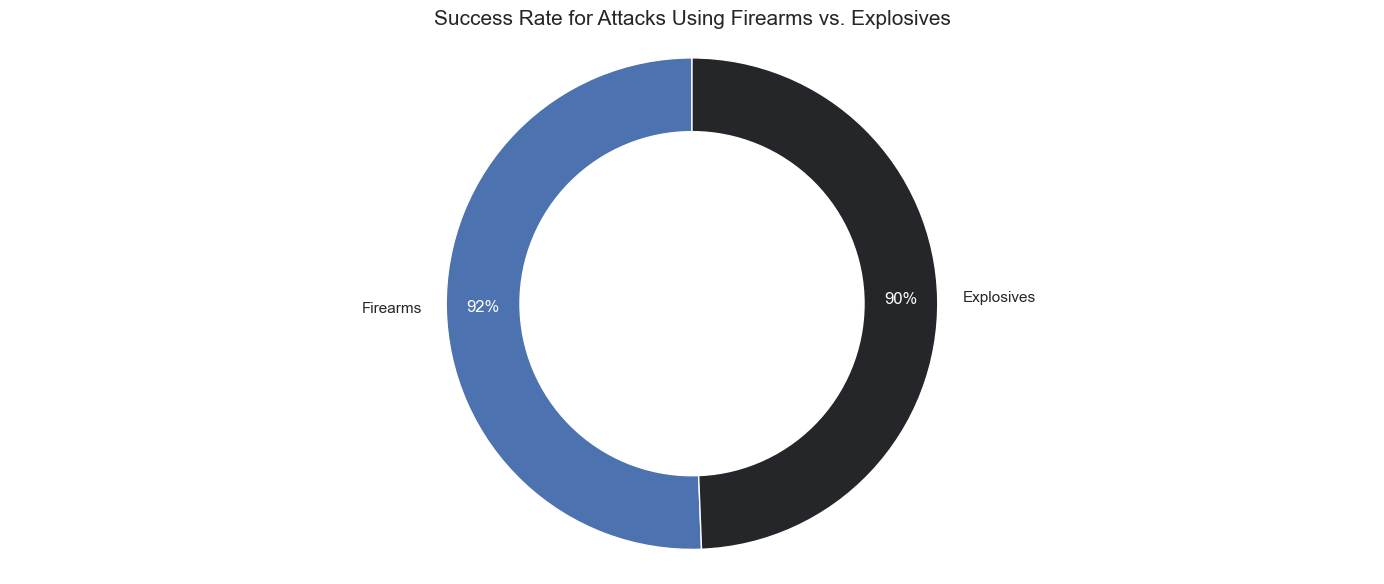 Success Rate for Attacks Using Firearms vs. Explosives
90% Explosives
Firearms 92%